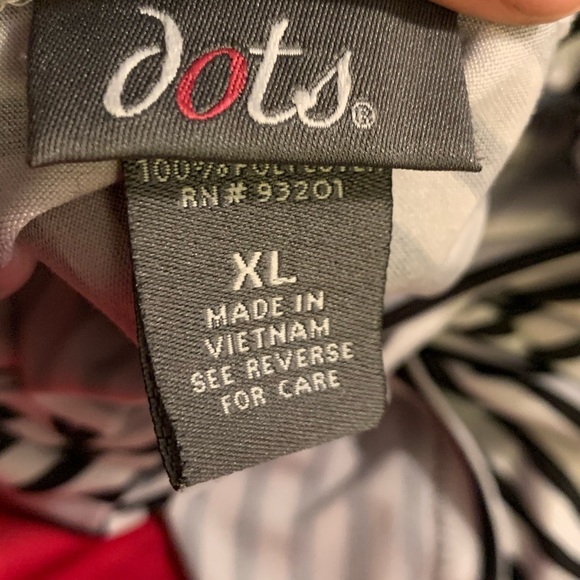 dots®
100% POLYESTER
RN# 93201
XL
MADE IN
VIETNAM
SEE REVERSE
FOR CARE